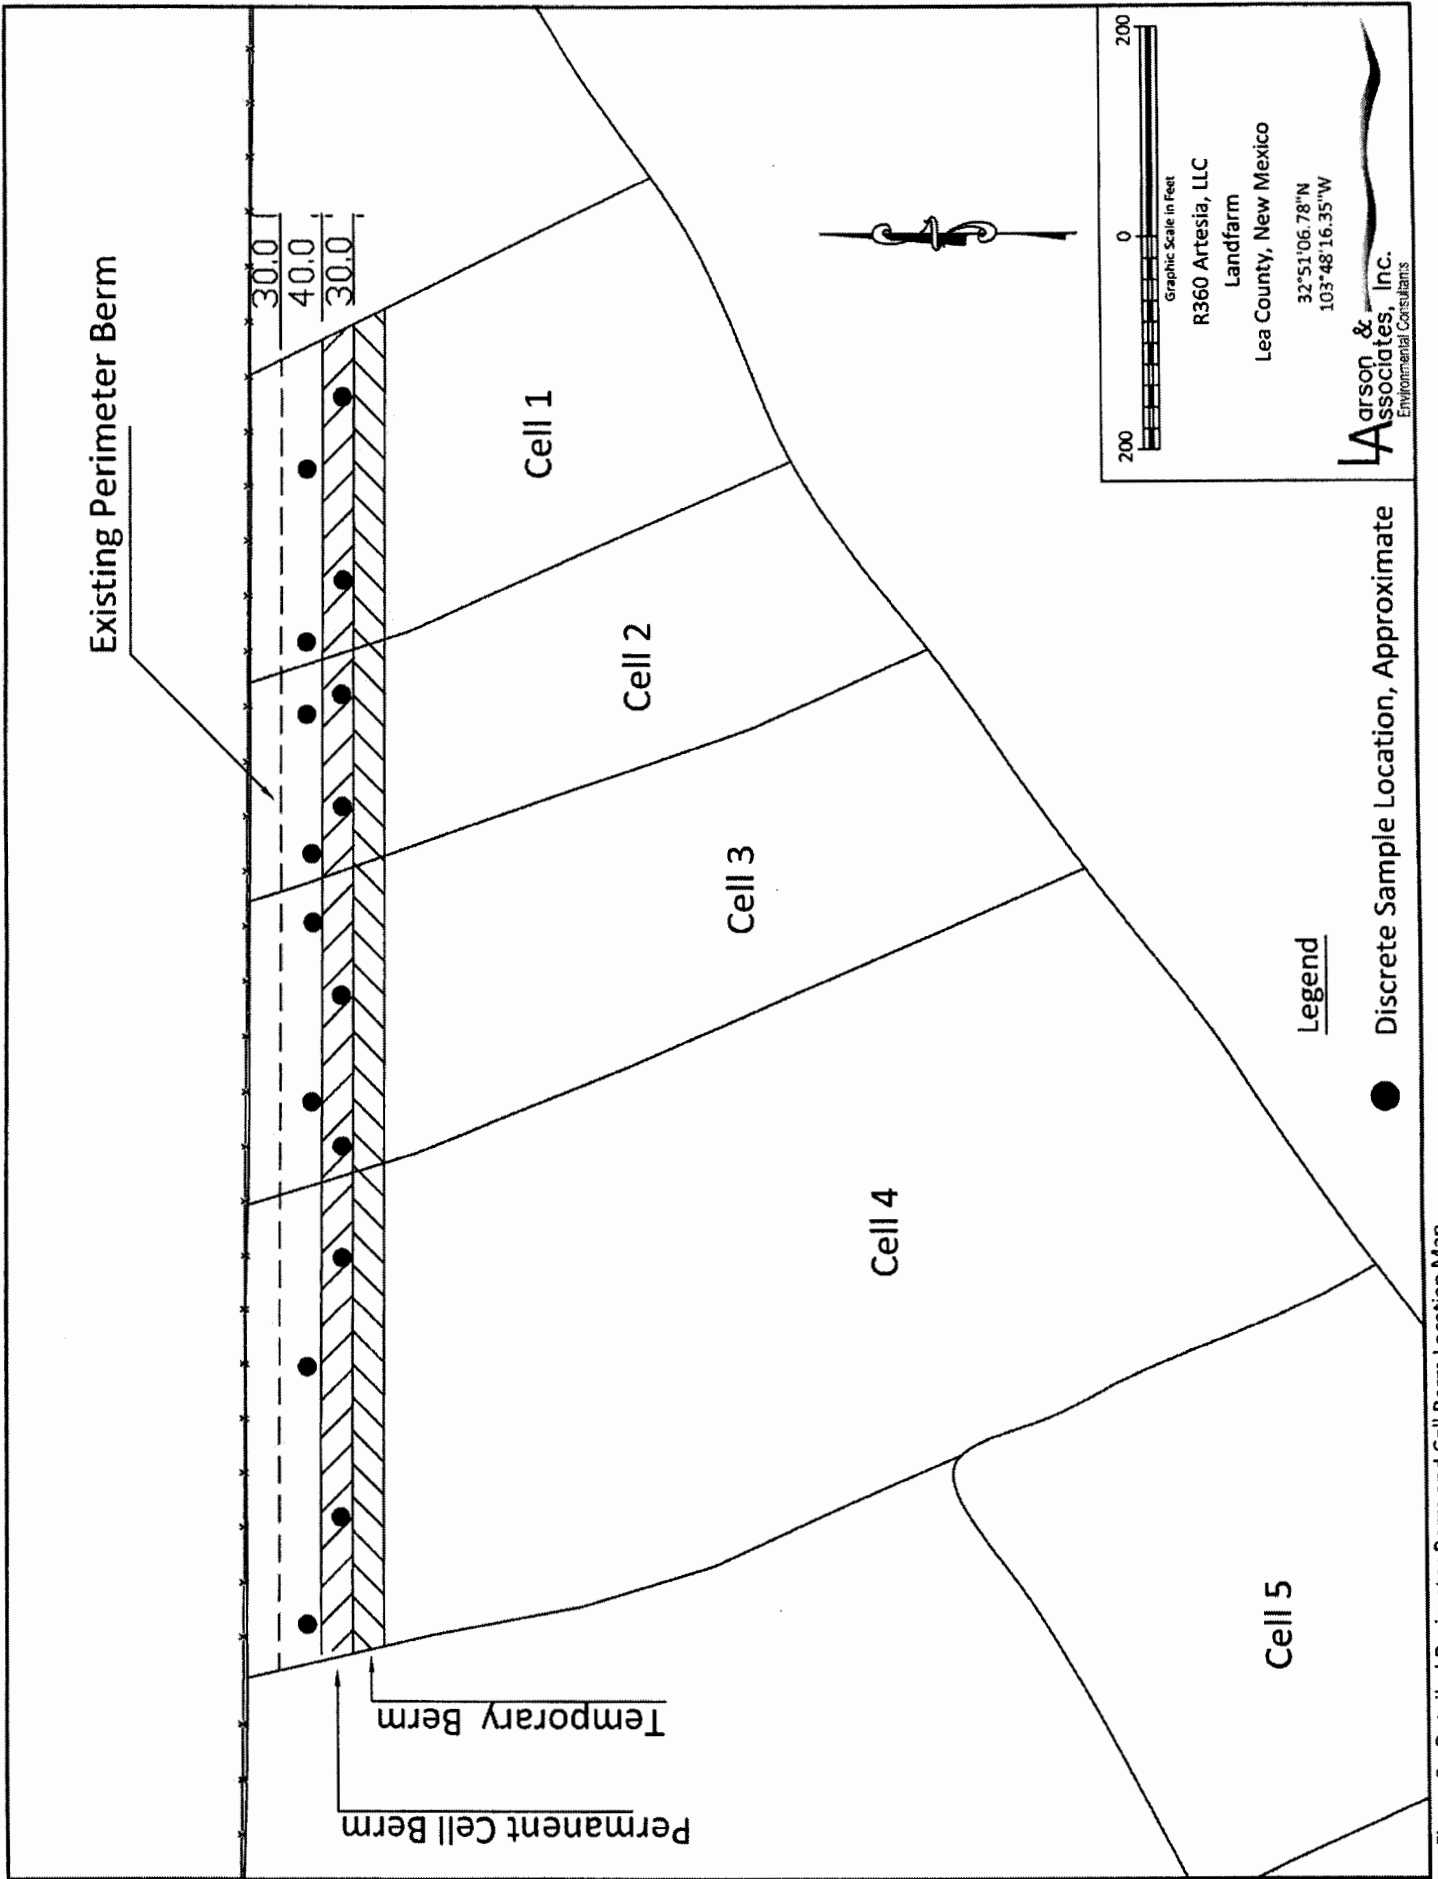 Existing Perimeter Berm
30.0
40.0
30.0
Permanent Cell Berm
Temporary Berm
Cell 1
Cell 2
Cell 3
Cell 4
Cell 5
N
Legend
Discrete Sample Location, Approximate
200 0 200
Graphic Scale in Feet
R360 Artesia, LLC
Landfarm
Lea County, New Mexico
32°51'06.78"N
103°48'16.35"W
Larson &
Associates, Inc.
Environmental Consultants